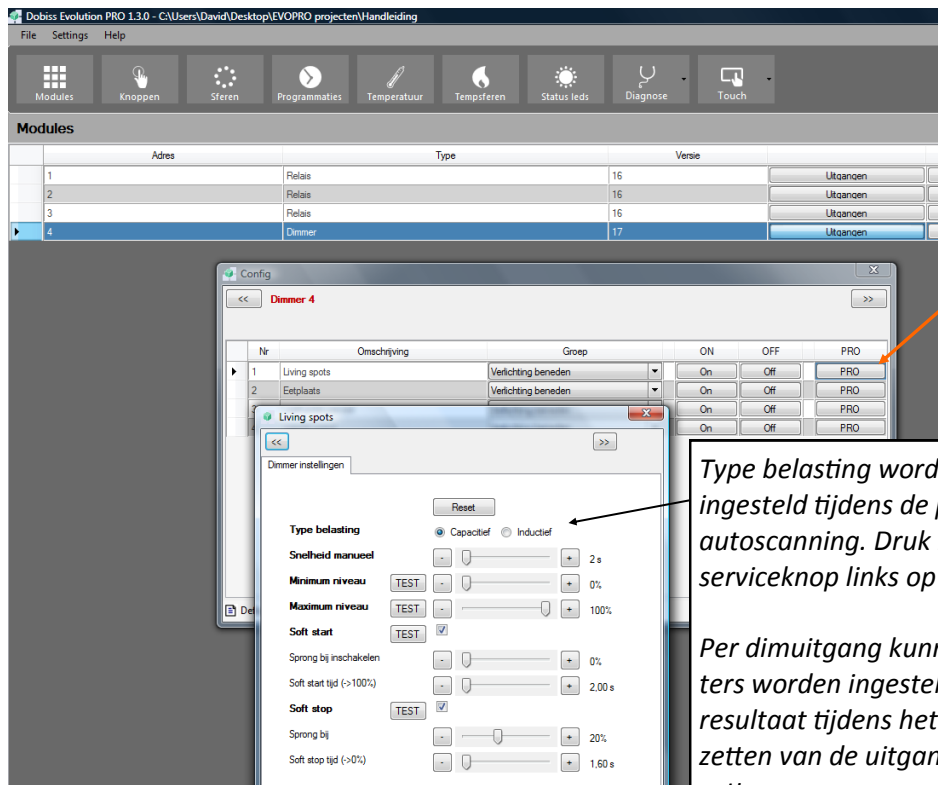 Dobiss Evolution PRO 1.3.0 - C:\Users\David\Desktop\EVOPRO projecten\Handleiding
File Settings Help
Modules Knoppen Sferen Programmaties Temperatuur Tempsferen Status leds Diagnose Touch
Modules
Adres Type Versie
1 Relais 16 Uitgangen
2 Relais 16 Uitgangen
3 Relais 16 Uitgangen
4 Dimmer 17 Uitgangen
Config
<< Dimmer 4 >>
Nr Omschrijving Groep ON OFF PRO
1 Living spots Verlichting beneden On Off PRO
2 Eetplaats Verlichting beneden On Off PRO
On Off PRO
On Off PRO
Living spots
<< >>
Dimmer instellingen
Reset
Type belasting Capacitief Inductief
Snelheid manueel - + 2 s
Minimum niveau TEST - + 0%
Maximum niveau TEST - + 100%
Soft start TEST
Sprong bij inschakelen - + 0%
Soft start tijd (->100%) - + 2,00 s
Soft stop TEST
Sprong bij - + 20%
Soft stop tijd (->0%) - + 1,60 s
Type belasting word
ingesteld tijdens de
autoscanning. Druk
serviceknop links op
Per dimuitgang kunn
ters worden ingestel
resultaat tijdens het
zetten van de uitgan